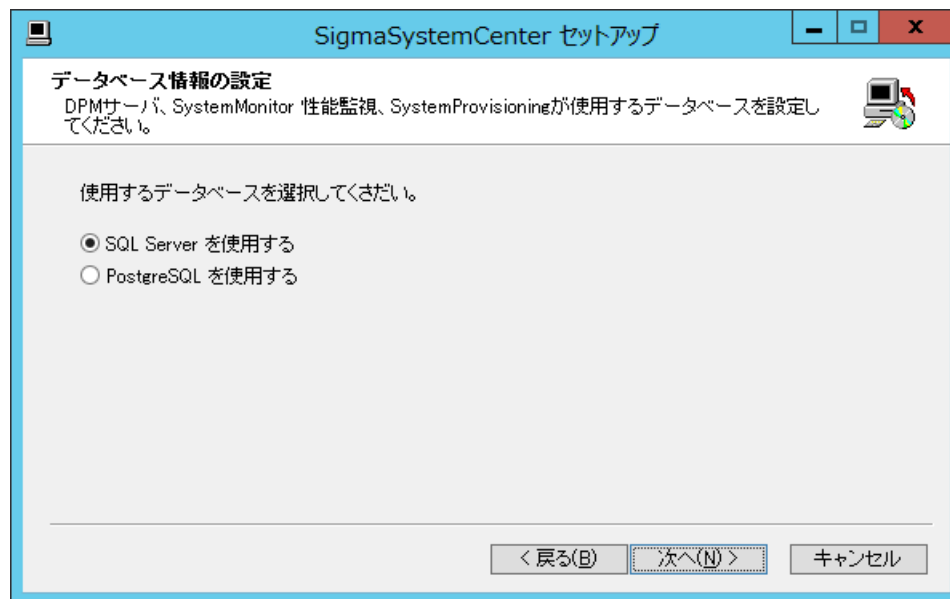 SigmaSystemCenter セットアップ
データベース情報の設定
DPMサーバ、SystemMonitor 性能監視、SystemProvisioningが使用するデータベースを設定し
てください。
使用するデータベースを選択してくさだい。
SQL Server を使用する
PostgreSQL を使用する
< 戻る(B)
次へ(N) >
キャンセル